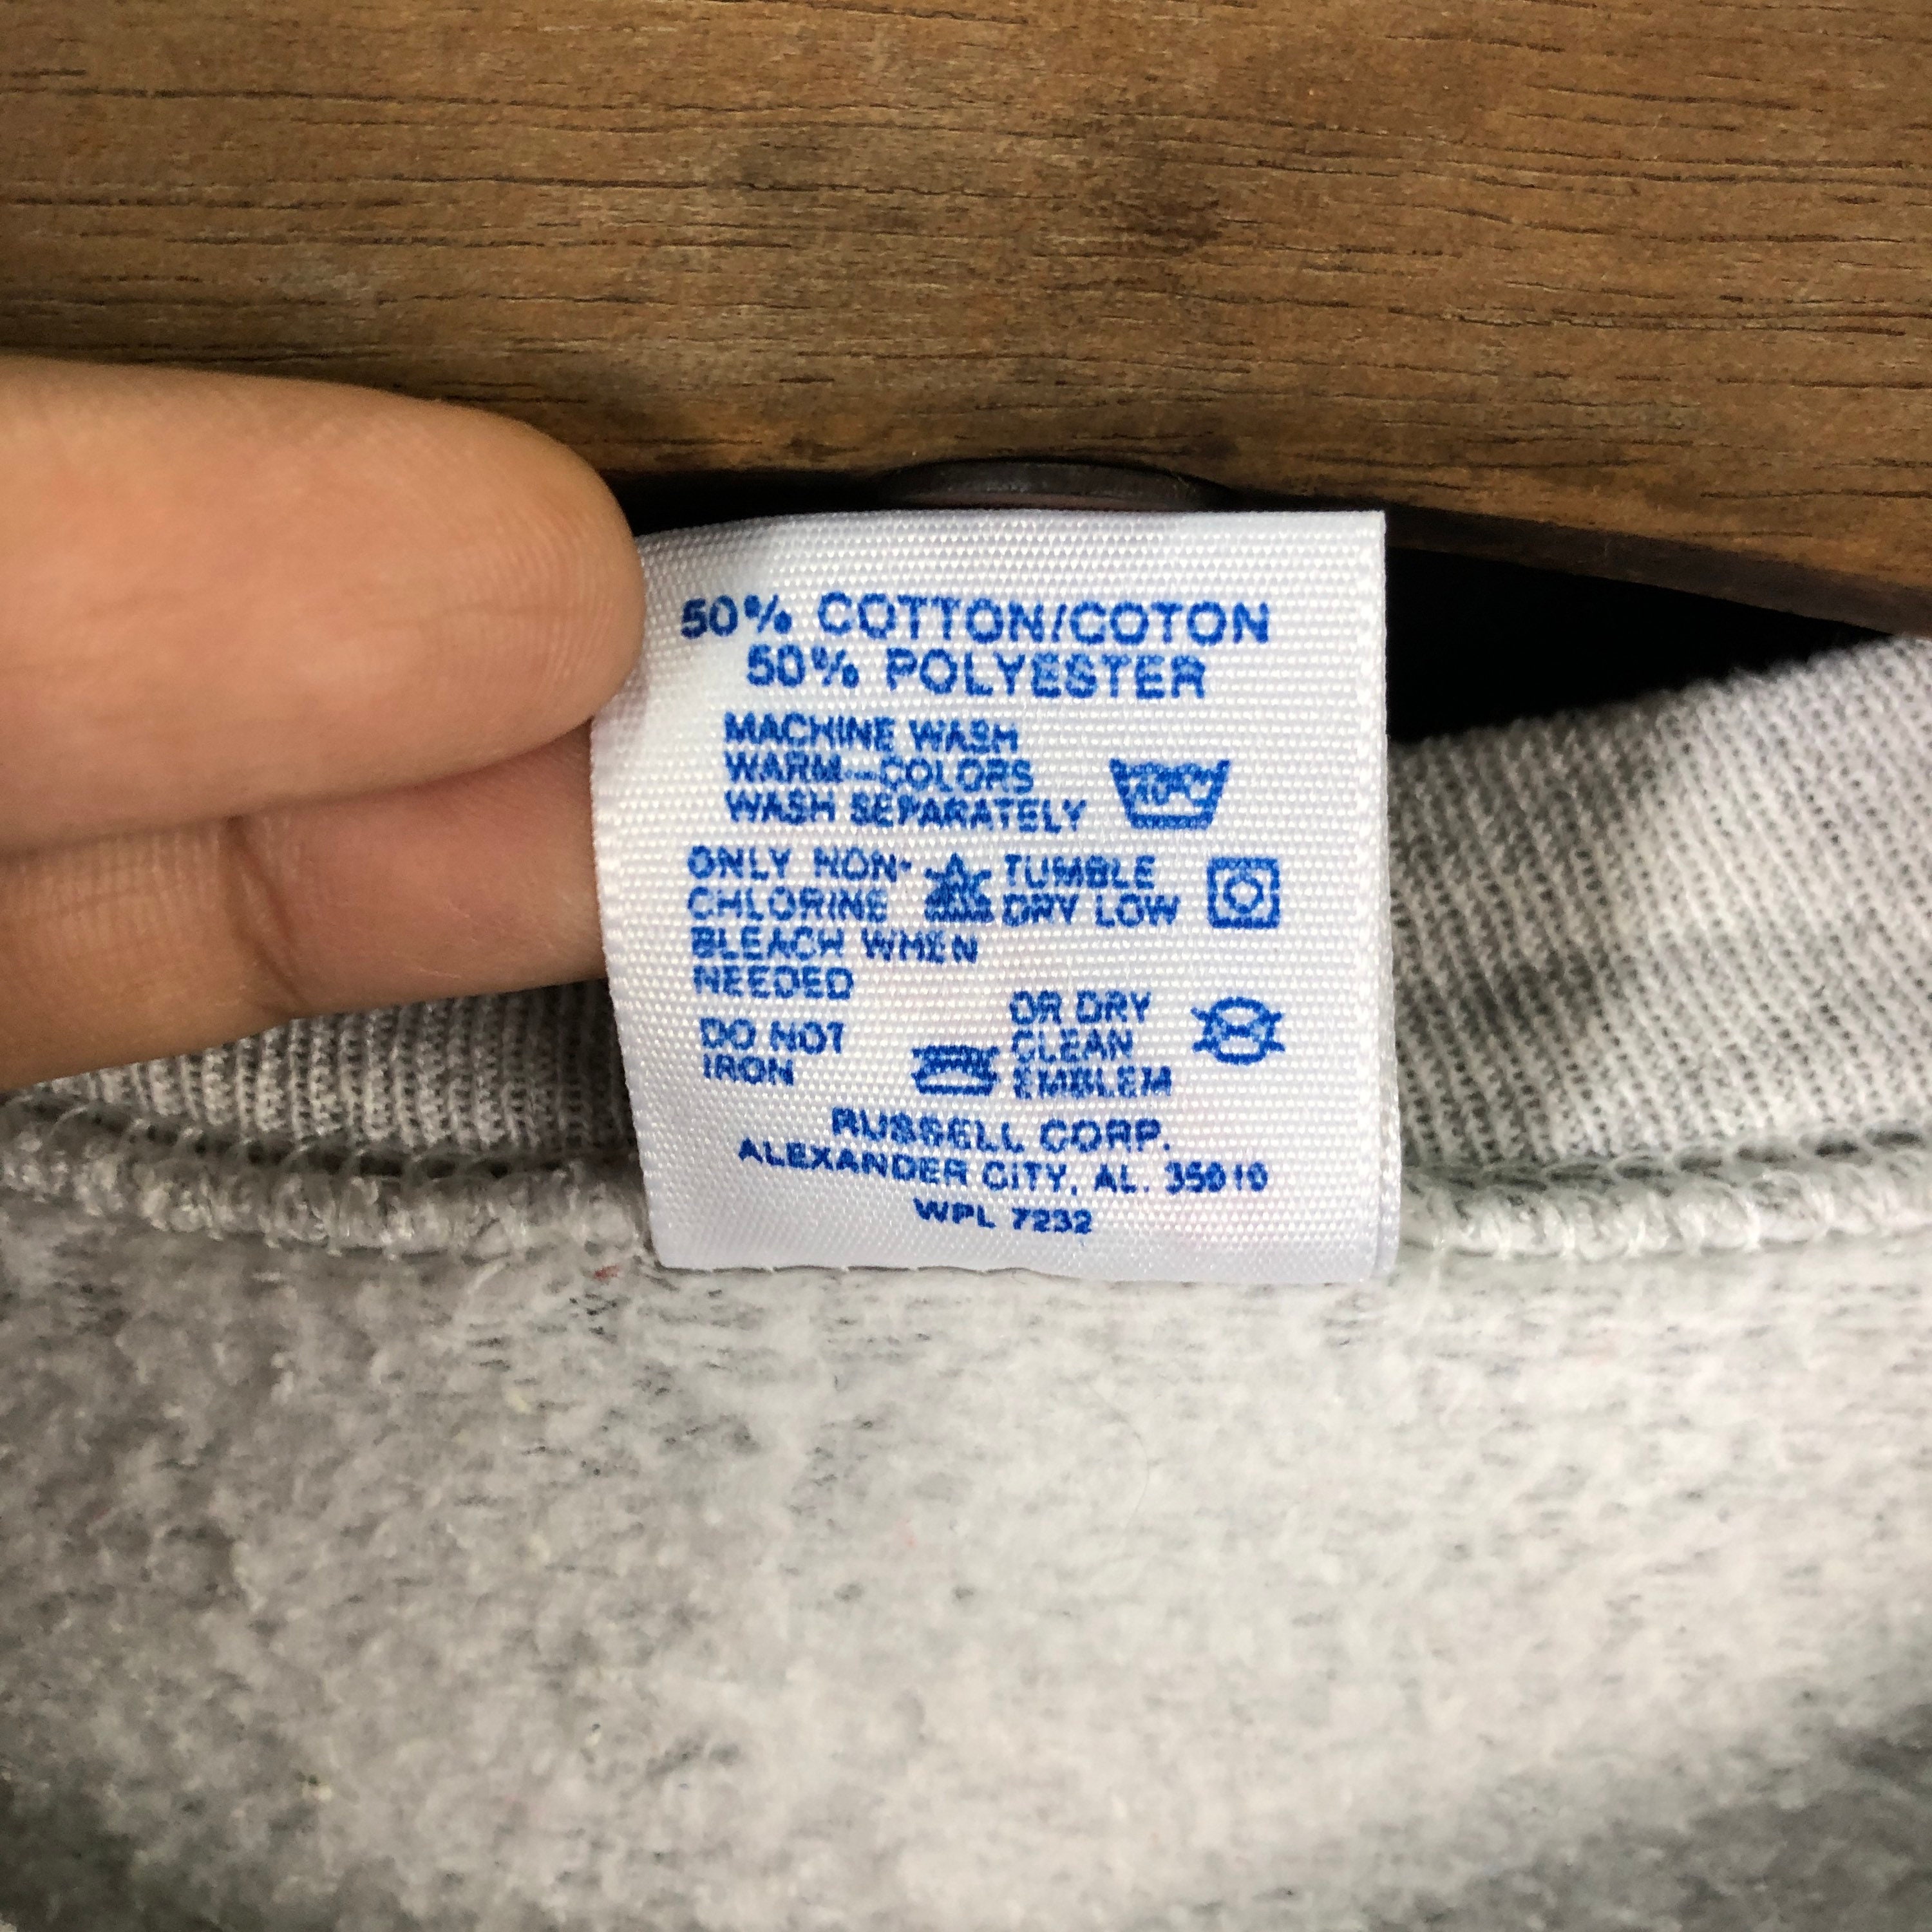 50% COTTON/COTON
50% POLYESTER
MACHINE WASH
WARM—COLORS
WASH SEPARATELY
ONLY NON-
CHLORINE
BLEACH WHEN
NEEDED
TUMBLE
DRY LOW
DO NOT
IRON
OR DRY
CLEAN
EMBLEM
RUSSELL CORP.
ALEXANDER CITY, AL. 35010
WPL 7232